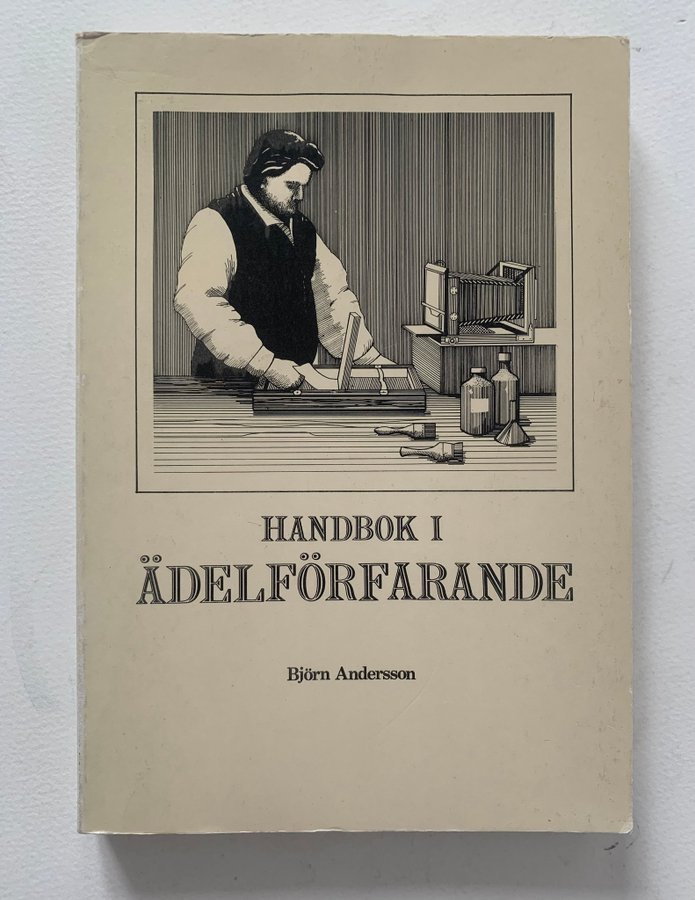 HANDBOK I
ÄDELFÖRFARANDE
Björn Andersson